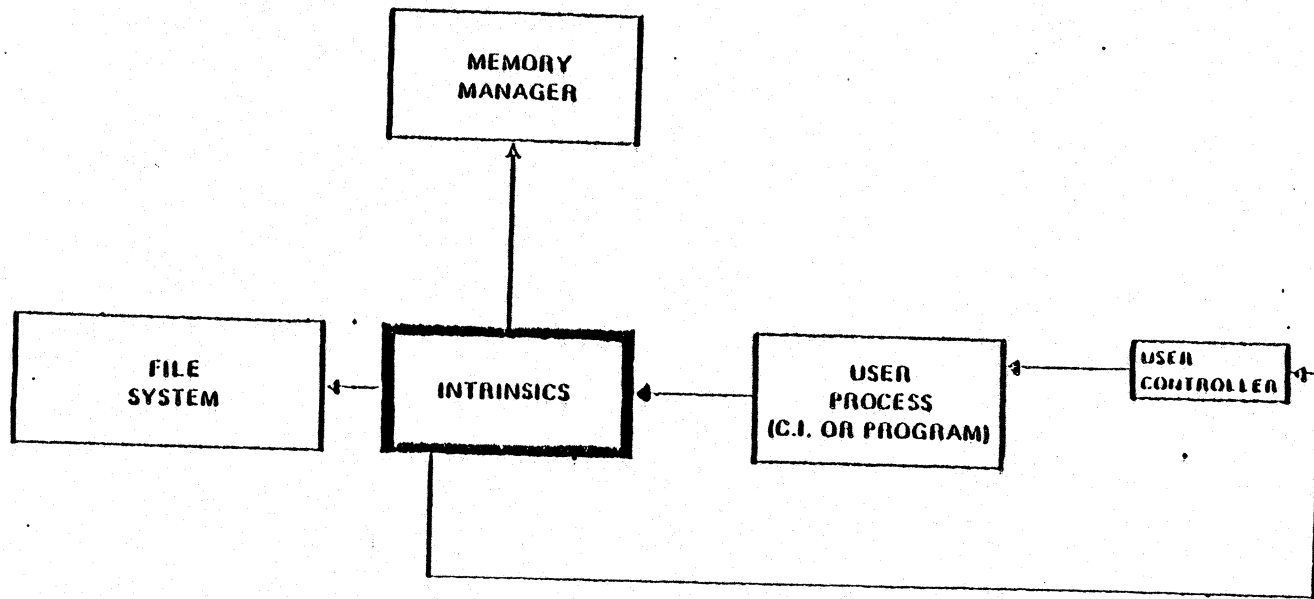 MEMORY
MANAGER
FILE
SYSTEM
INTRINSICS
USER
PROCESS
(C.I. OR PROGRAM)
USER
CONTROLLER